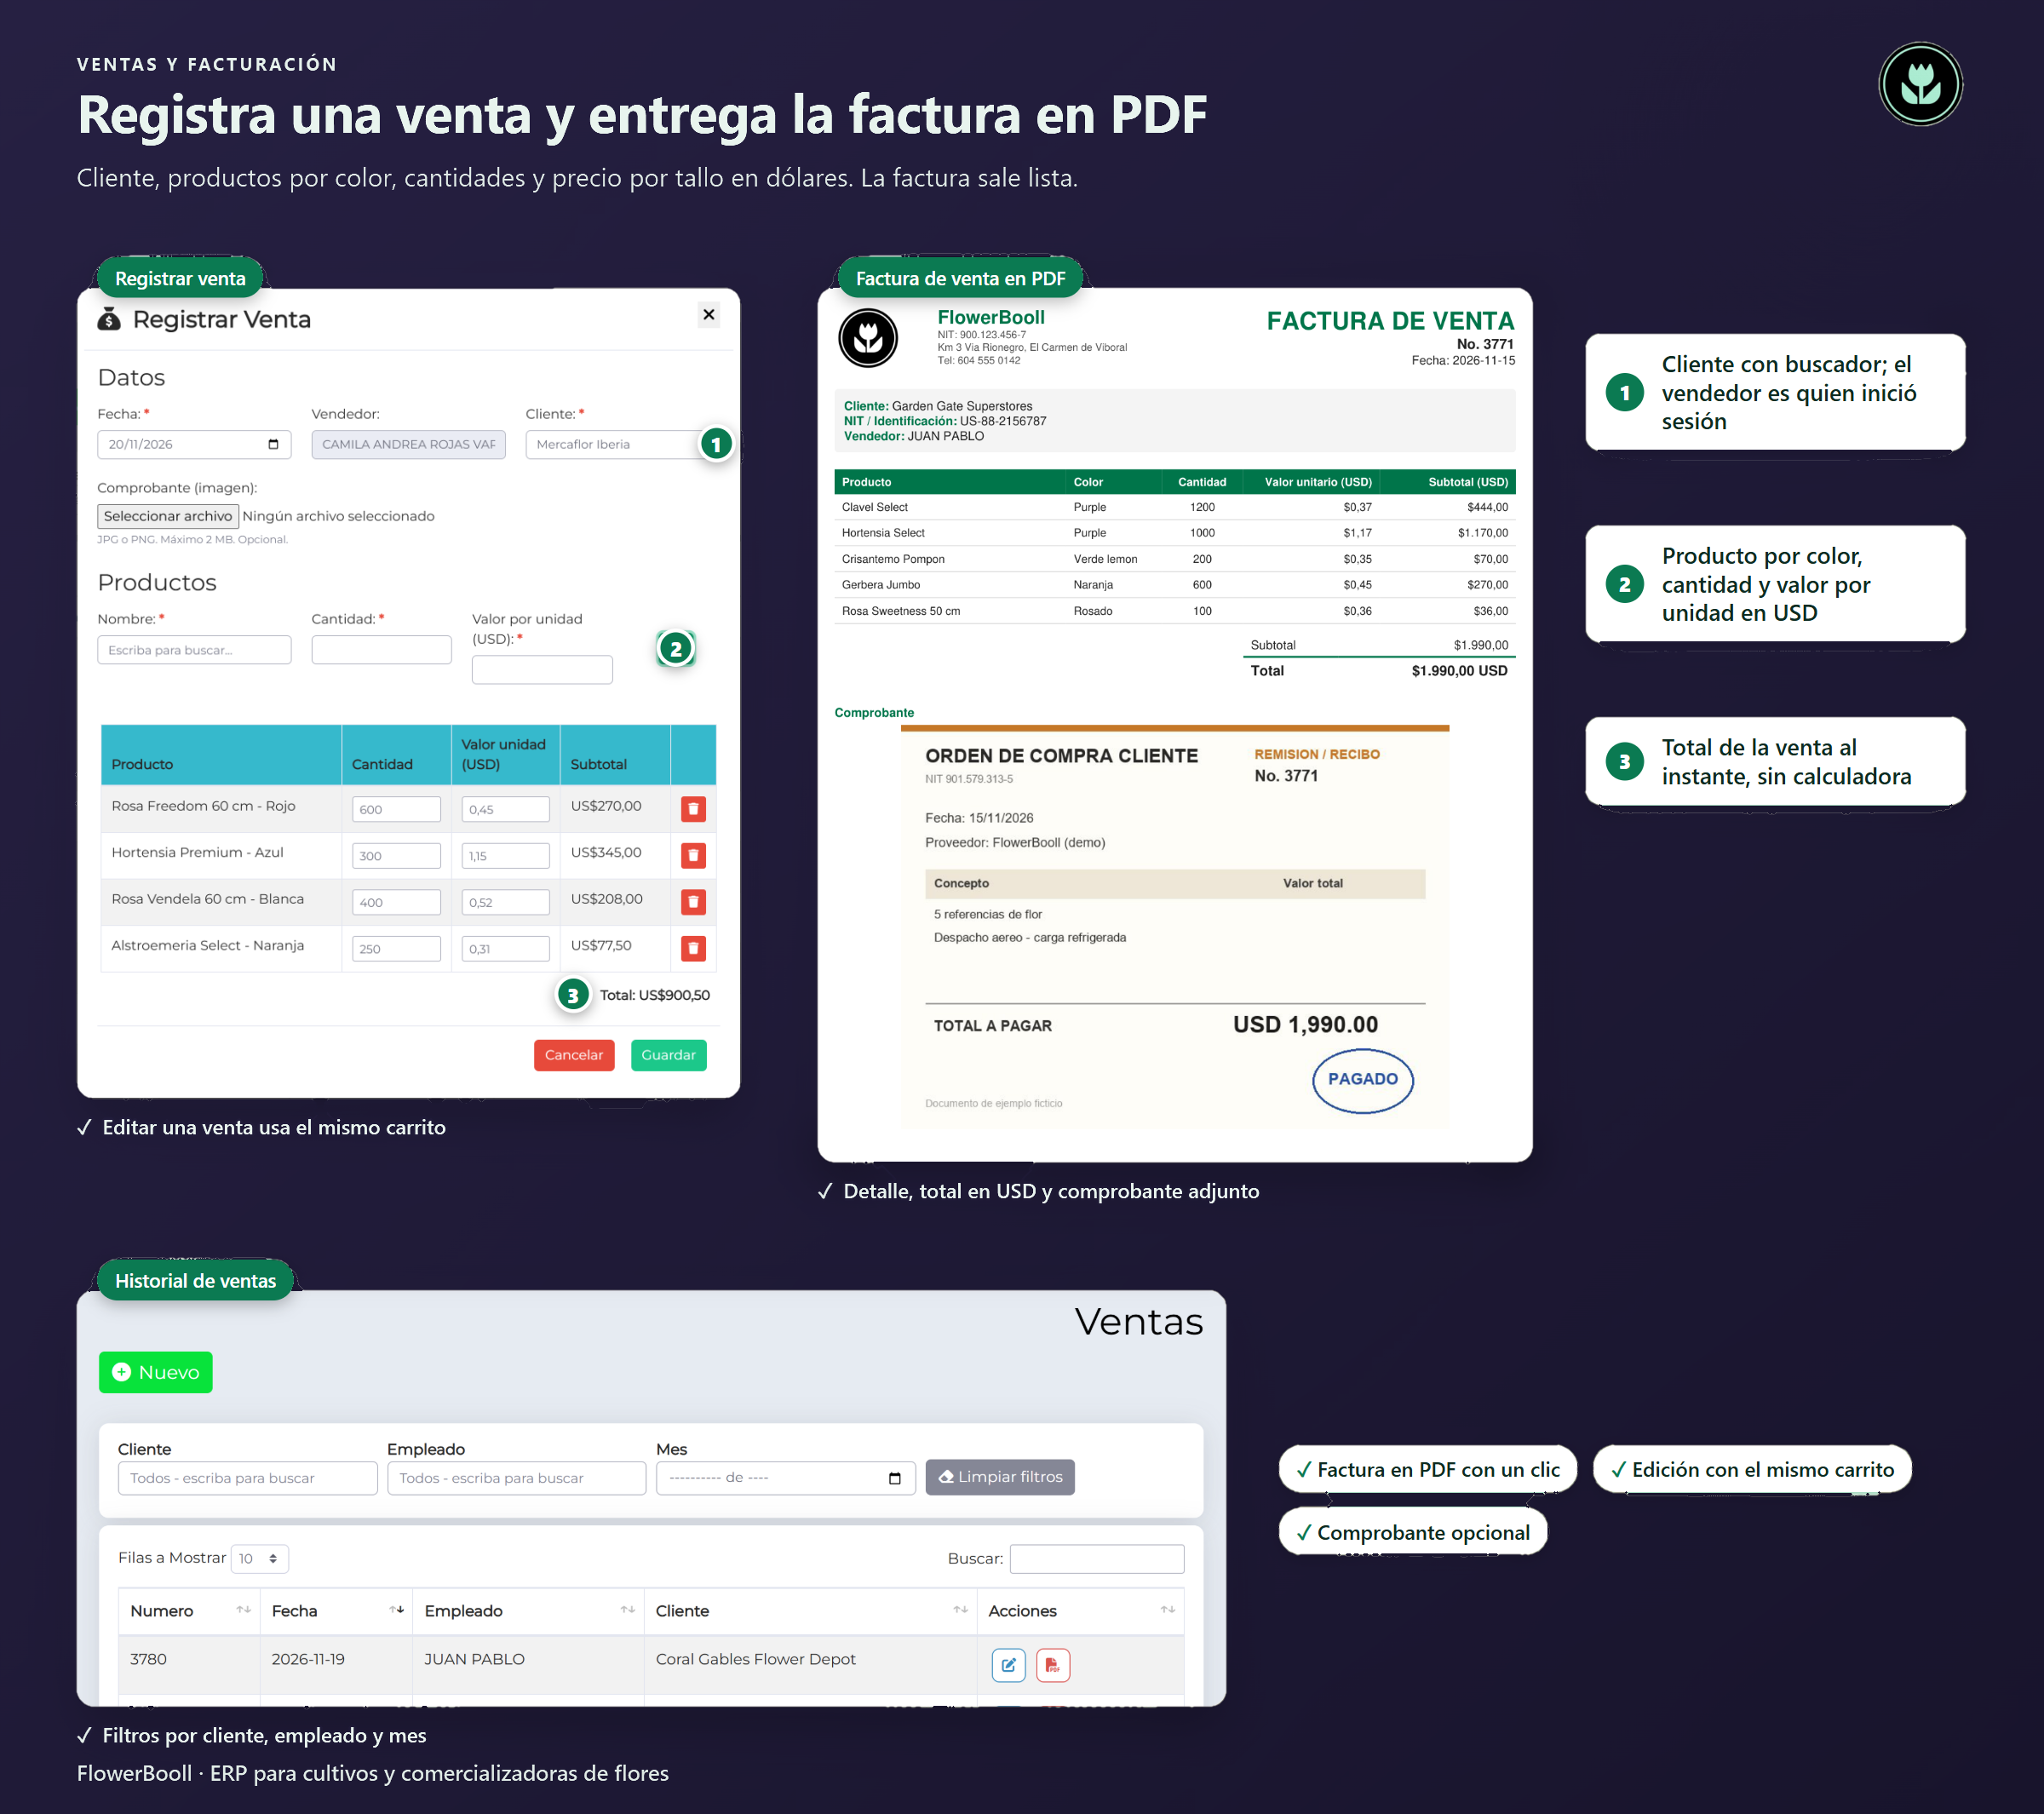 VENTAS Y FACTURACIÓN
Registra una venta y entrega la factura en PDF
Cliente, productos por color, cantidades y precio por tallo en dólares. La factura sale lista.
Registrar venta
Registrar Venta
Datos
Fecha: * Vendedor: Cliente: *
20/11/2026 CAMILA ANDREA ROJAS VAR Mercaflor Iberia 1
Comprobante (imagen):
Seleccionar archivo Ningún archivo seleccionado
JPG o PNG. Máximo 2 MB. Opcional.
Productos
Nombre: * Cantidad: * Valor por unidad
(USD): *
Escriba para buscar... 2
Producto Cantidad Valor unidad (USD) Subtotal
Rosa Freedom 60 cm - Rojo 600 0,45 US$270,00
Hortensia Premium - Azul 300 1,15 US$345,00
Rosa Vendela 60 cm - Blanca 400 0,52 US$208,00
Alstroemeria Select - Naranja 250 0,31 US$77,50
3 Total: US$900,50
Cancelar Guardar
✓ Editar una venta usa el mismo carrito
Factura de venta en PDF
FlowerBooll
NIT: 900.123.456-7
Km 3 Via Rionegro, El Carmen de Viboral
Tel: 604 555 0142
FACTURA DE VENTA
No. 3771
Fecha: 2026-11-15
Cliente: Garden Gate Superstores
NIT / Identificación: US-88-2156787
Vendedor: JUAN PABLO
Producto Color Cantidad Valor unitario (USD) Subtotal (USD)
Clavel Select Purple 1200 $0,37 $444,00
Hortensia Select Purple 1000 $1,17 $1.170,00
Crisantemo Pompon Verde lemon 200 $0,35 $70,00
Gerbera Jumbo Naranja 600 $0,45 $270,00
Rosa Sweetness 50 cm Rosado 100 $0,36 $36,00
Subtotal $1.990,00
Total $1.990,00 USD
Comprobante
ORDEN DE COMPRA CLIENTE
NIT 901.579.313-5
REMISION / RECIBO
No. 3771
Fecha: 15/11/2026
Proveedor: FlowerBooll (demo)
Concepto Valor total
5 referencias de flor
Despacho aereo - carga refrigerada
TOTAL A PAGAR USD 1,990.00
PAGADO
Documento de ejemplo ficticio
✓ Detalle, total en USD y comprobante adjunto
1 Cliente con buscador; el
vendedor es quien inició
sesión
2 Producto por color,
cantidad y valor por
unidad en USD
3 Total de la venta al
instante, sin calculadora
Historial de ventas
Ventas
Nuevo
Cliente Empleado Mes
Todos - escriba para buscar Todos - escriba para buscar ---------- de ---- Limpiar filtros
Filas a Mostrar 10 Buscar:
Numero Fecha Empleado Cliente Acciones
3780 2026-11-19 JUAN PABLO Coral Gables Flower Depot PDF
✓ Filtros por cliente, empleado y mes
✓ Factura en PDF con un clic ✓ Edición con el mismo carrito
✓ Comprobante opcional
FlowerBooll · ERP para cultivos y comercializadoras de flores